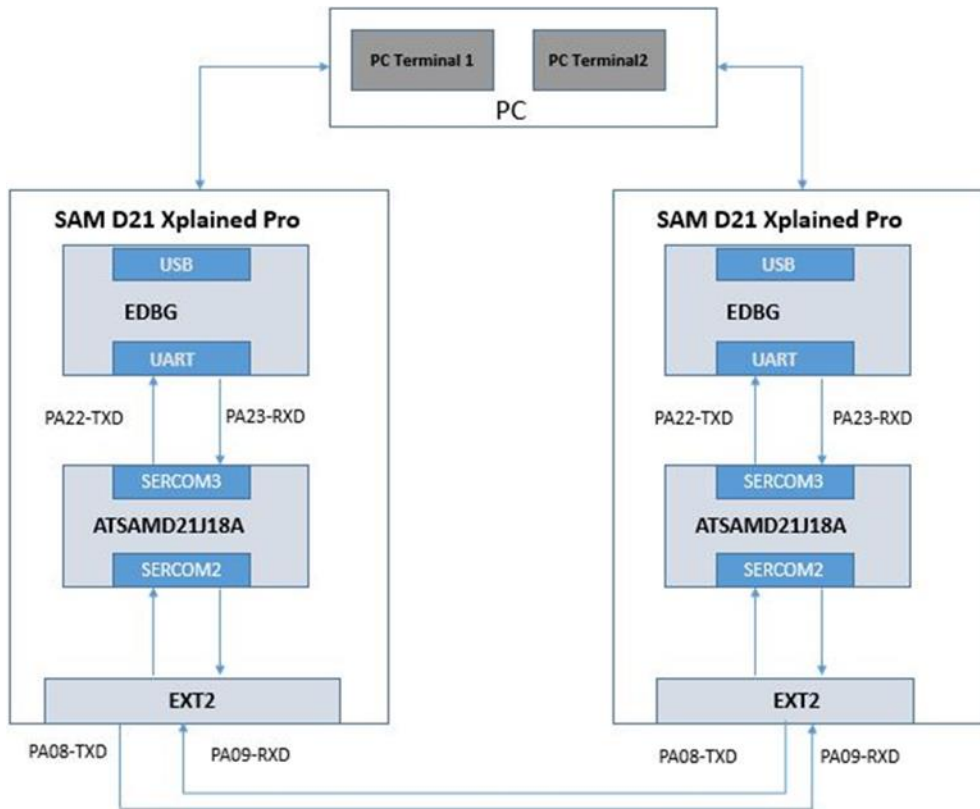 PC Terminal 1
PC Terminal2
PC
SAM D21 Xplained Pro
USB
EDBG
UART
PA22-TXD
PA23-RXD
SERCOM3
ATSAMD21J18A
SERCOM2
EXT2
PA08-TXD
PA09-RXD
SAM D21 Xplained Pro
USB
EDBG
UART
PA22-TXD
PA23-RXD
SERCOM3
ATSAMD21J18A
SERCOM2
EXT2
PA08-TXD
PA09-RXD